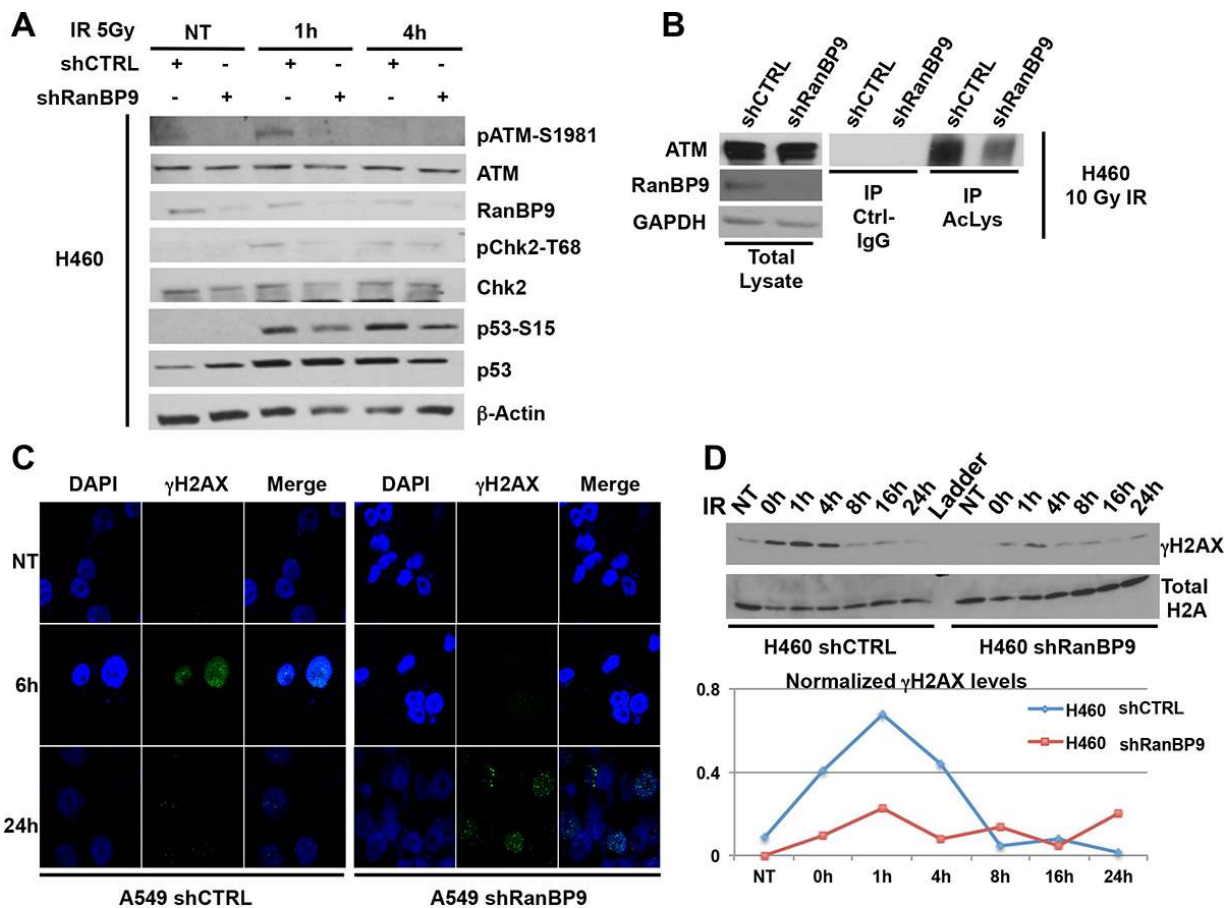 A
IR 5Gy NT 1h 4h
shCTRL + - + - + -
shRanBP9 - + - + - +
H460
pATM-S1981
ATM
RanBP9
pChk2-T68
Chk2
p53-S15
p53
β-Actin
B
shCTRL shRanBP9 shCTRL shRanBP9 shCTRL shRanBP9
ATM
RanBP9
GAPDH
Total Lysate
IP Ctrl-IgG
IP AcLys
H460 10 Gy IR
C
DAPI γH2AX Merge DAPI γH2AX Merge
NT
6h
24h
A549 shCTRL A549 shRanBP9
D
IR NT 0h 1h 4h 8h 16h 24h Ladder NT 0h 1h 4h 8h 16h 24h
γH2AX
Total H2A
H460 shCTRL H460 shRanBP9
Normalized γH2AX levels
H460 shCTRL
H460 shRanBP9
0.8
0.4
0
NT 0h 1h 4h 8h 16h 24h